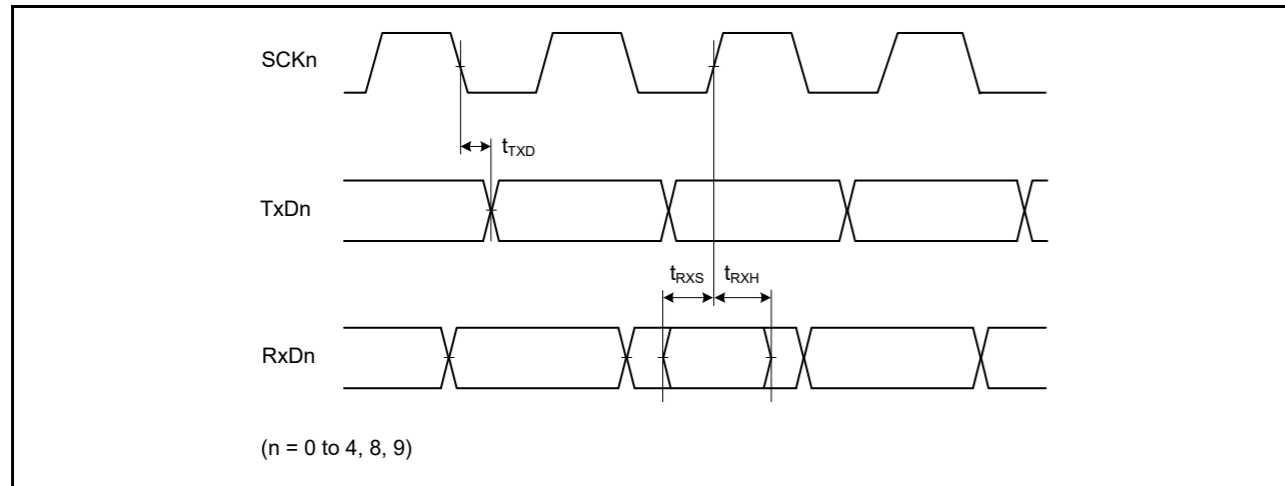 SCKn
tTXD
TxDn
tRXS tRXH
RxDn
(n = 0 to 4, 8, 9)